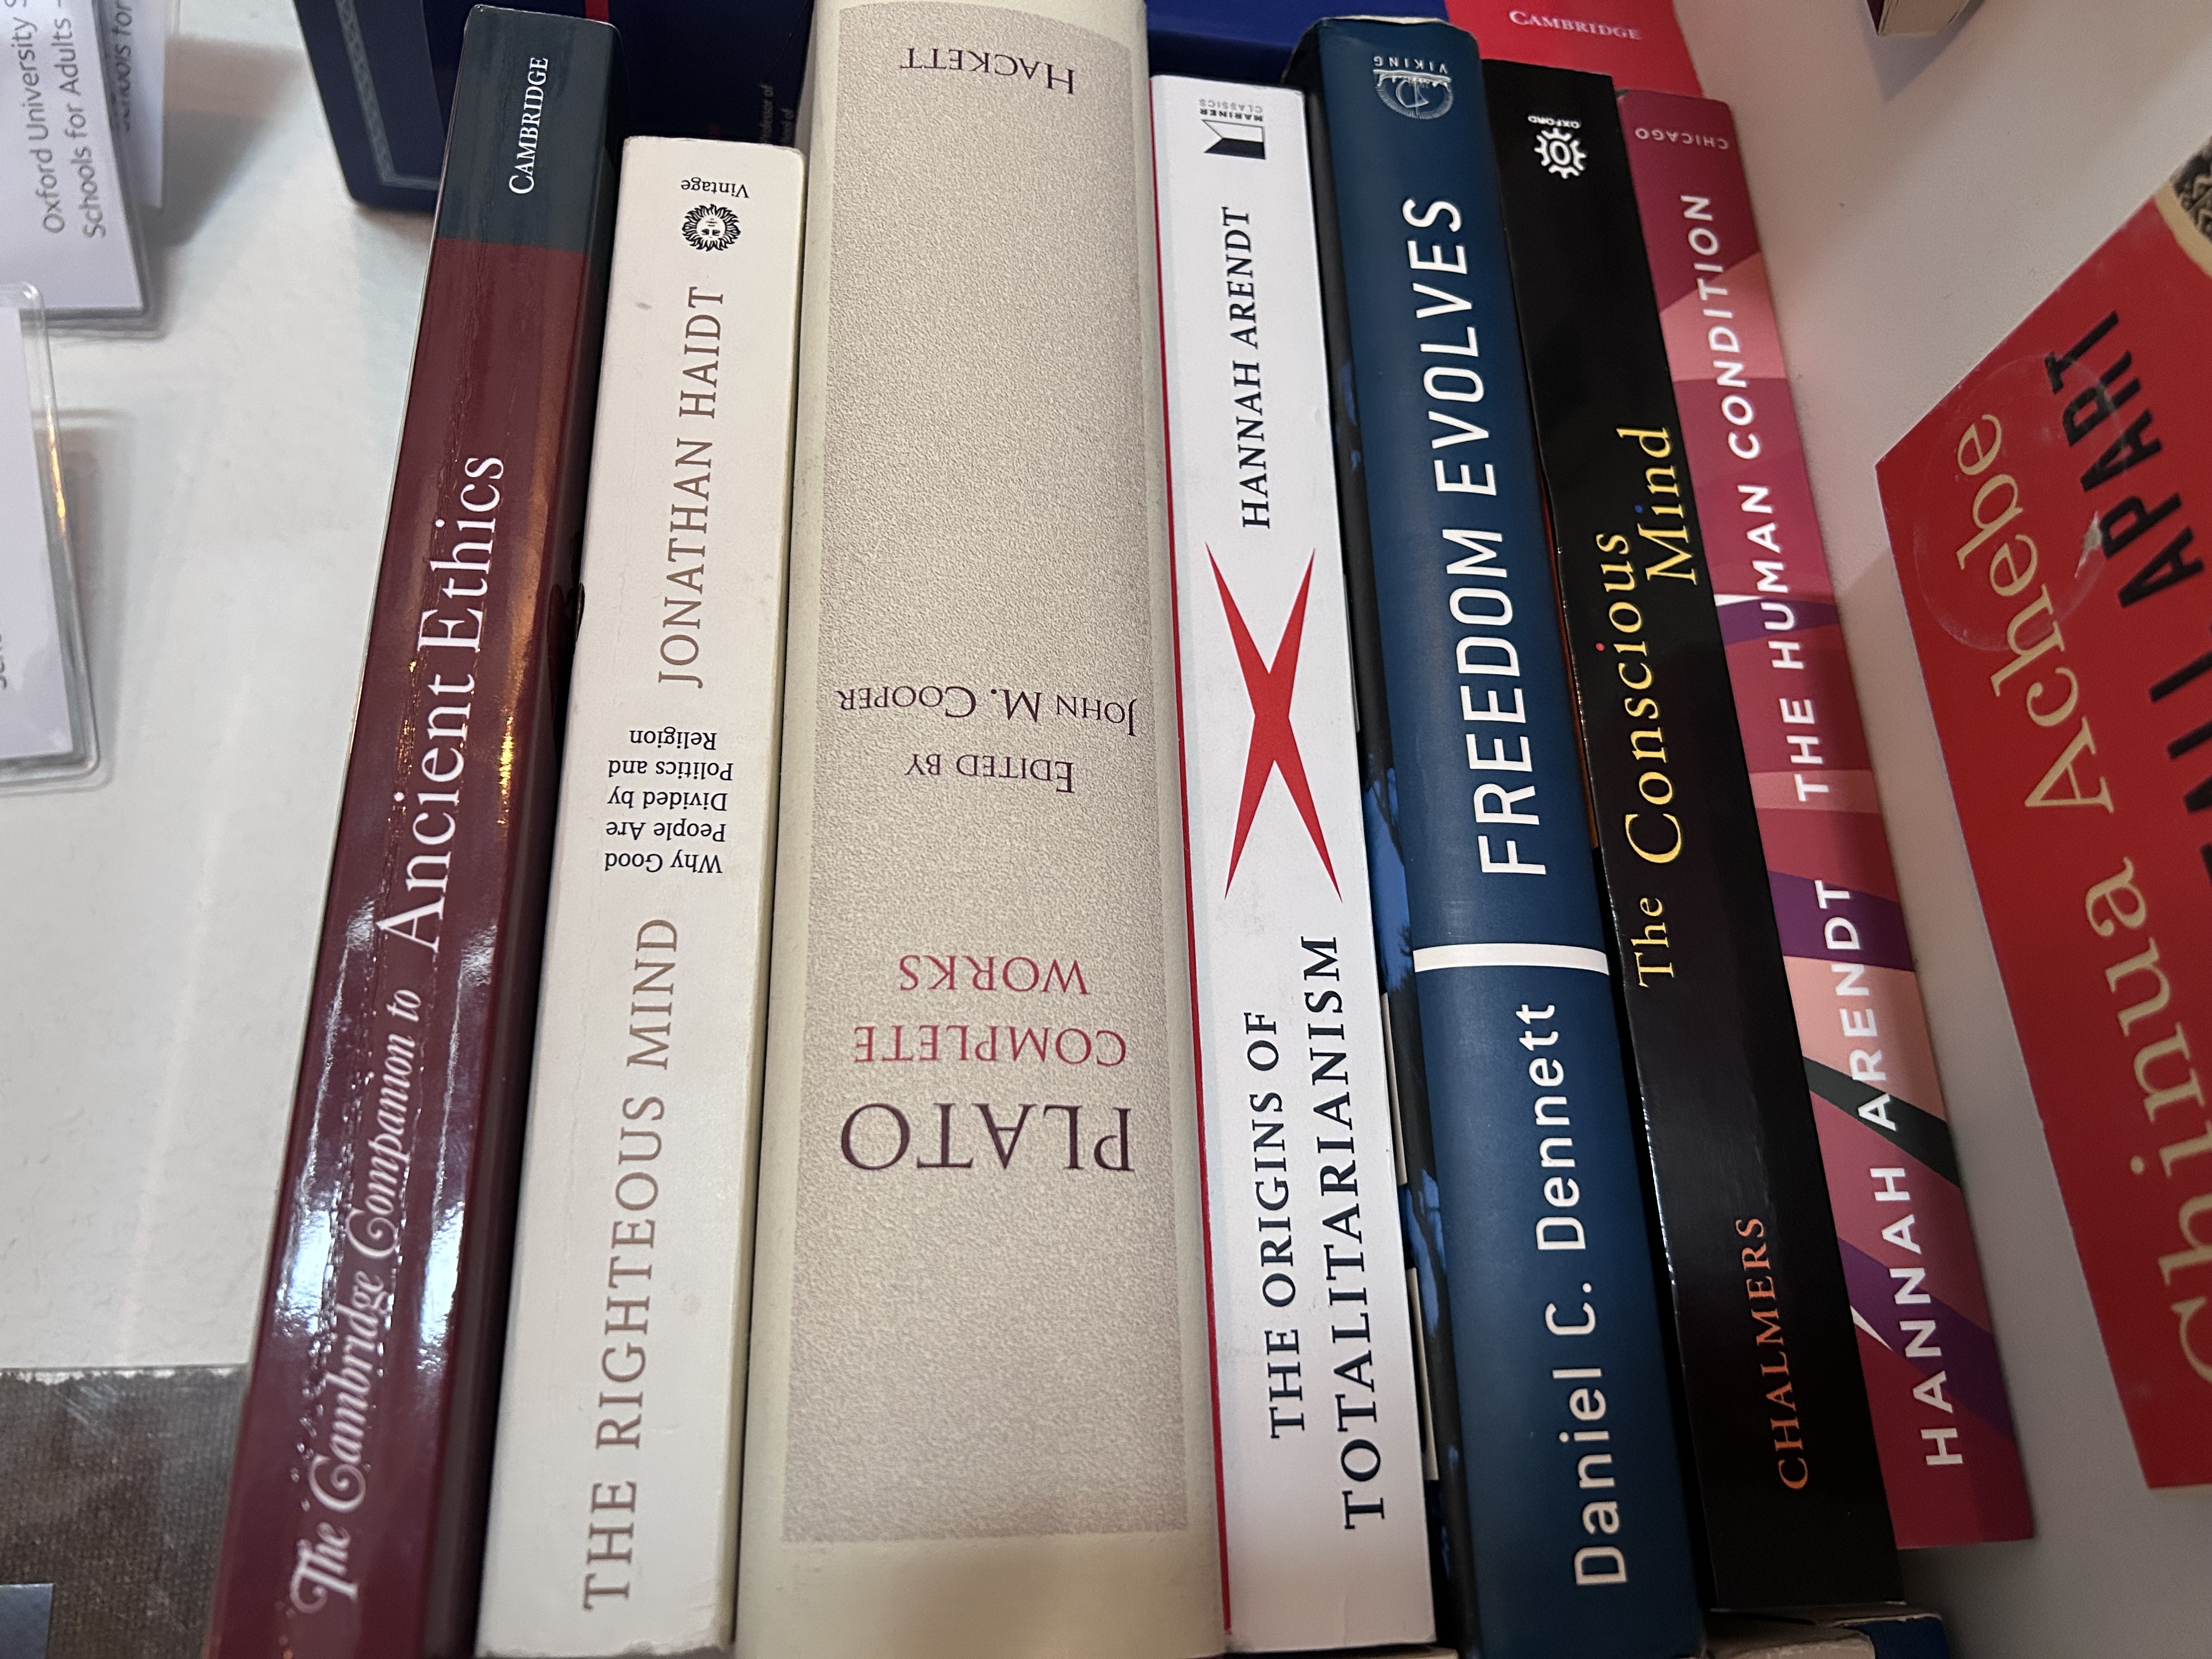 Oxford University
Schools for Adults -
schools for
The Cambridge Companion to Ancient Ethics
CAMBRIDGE
THE RIGHTEOUS MIND
Why Good
People Are
Divided by
Politics and
Religion
JONATHAN HAIDT
Vintage
PLATO
COMPLETE
WORKS
EDITED BY
JOHN M. COOPER
HACKETT
THE ORIGINS OF
TOTALITARIANISM
HANNAH ARENDT
MARINER
CLASSICS
Daniel C. Dennett
FREEDOM EVOLVES
VIKING
CHALMERS
The Conscious
Mind
OXFORD
HANNAH ARENDT
THE HUMAN CONDITION
CHICAGO
CAMBRIDGE
Chinua Achebe
APART